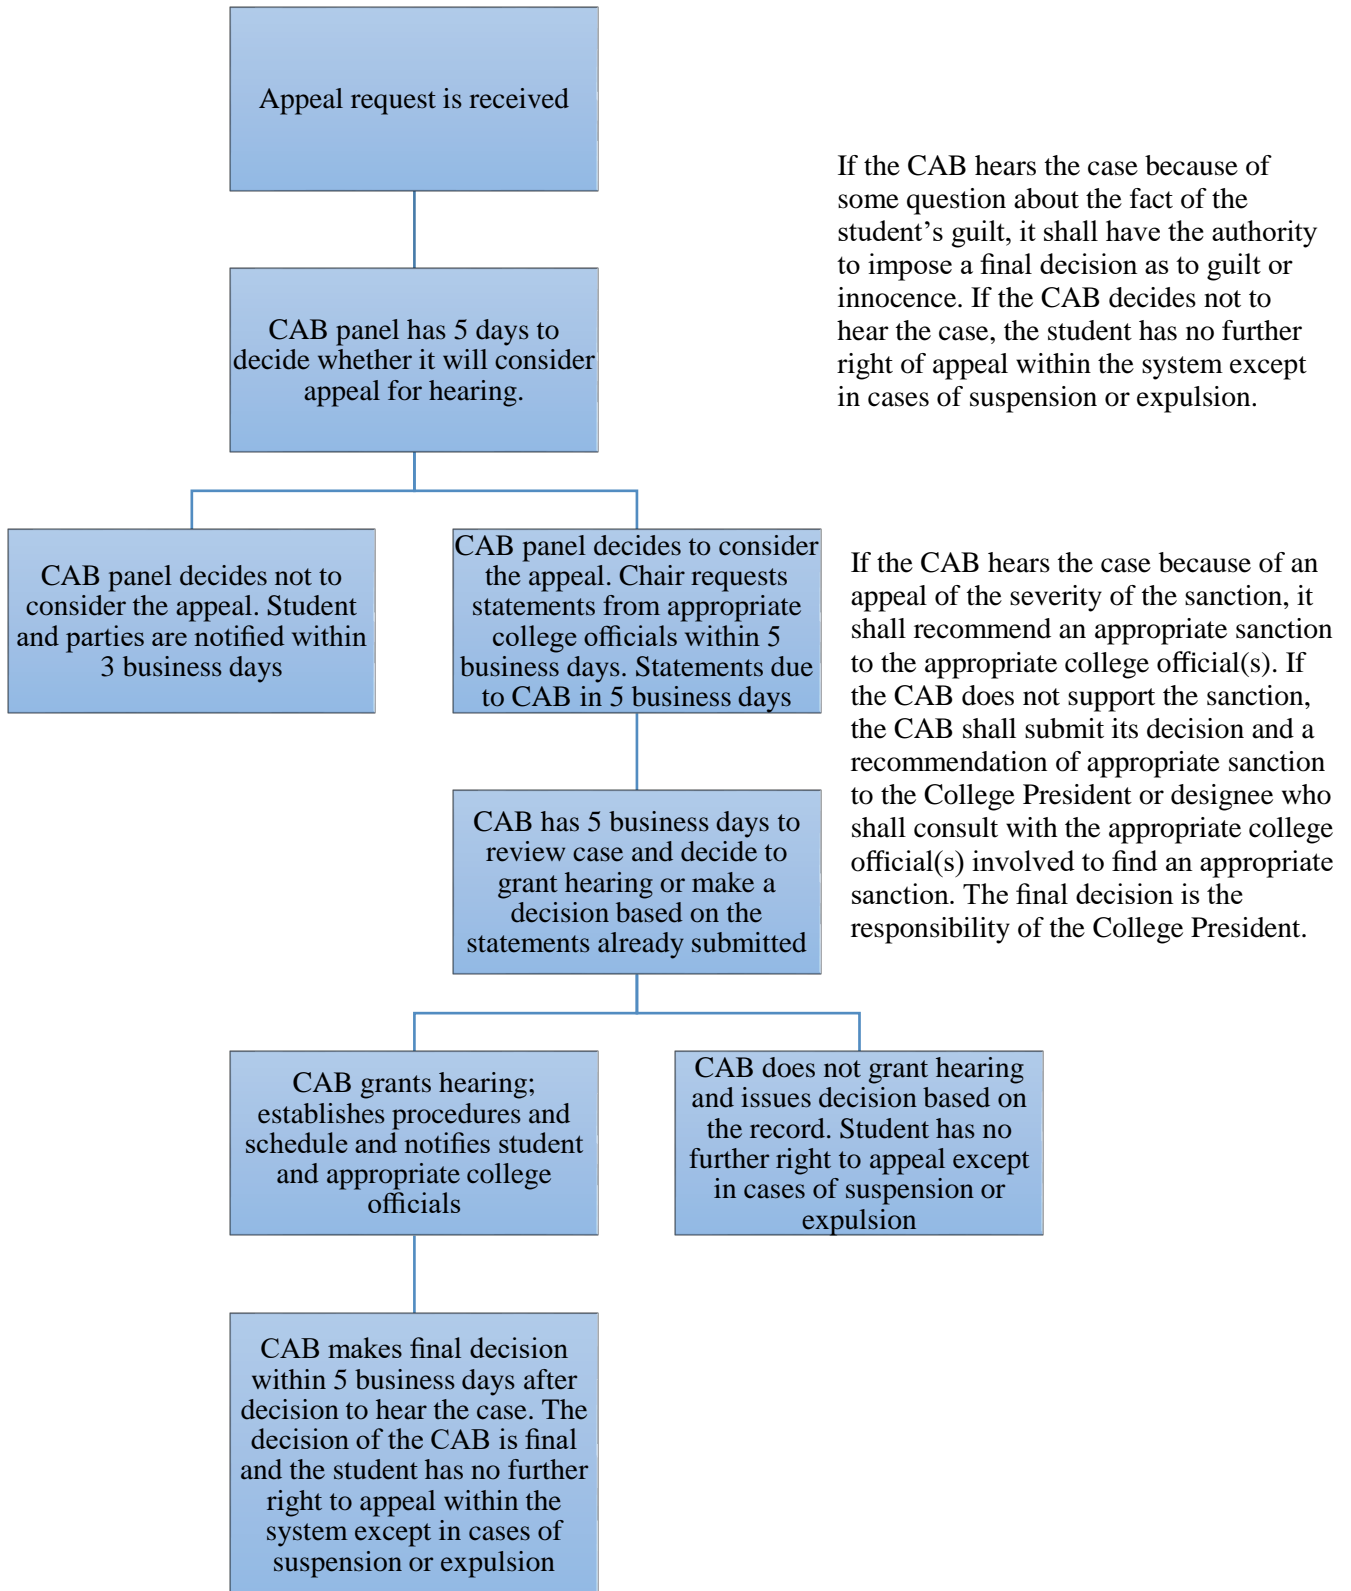 Appeal request is received
If the CAB hears the case because of
some question about the fact of the
student’s guilt, it shall have the authority
to impose a final decision as to guilt or
innocence. If the CAB decides not to
hear the case, the student has no further
right of appeal within the system except
in cases of suspension or expulsion.
CAB panel has 5 days to
decide whether it will consider
appeal for hearing.
CAB panel decides not to
consider the appeal. Student
and parties are notified within
3 business days
CAB panel decides to consider
the appeal. Chair requests
statements from appropriate
college officials within 5
business days. Statements due
to CAB in 5 business days
If the CAB hears the case because of an
appeal of the severity of the sanction, it
shall recommend an appropriate sanction
to the appropriate college official(s). If
the CAB does not support the sanction,
the CAB shall submit its decision and a
recommendation of appropriate sanction
to the College President or designee who
shall consult with the appropriate college
official(s) involved to find an appropriate
sanction. The final decision is the
responsibility of the College President.
CAB has 5 business days to
review case and decide to
grant hearing or make a
decision based on the
statements already submitted
CAB grants hearing;
establishes procedures and
schedule and notifies student
and appropriate college
officials
CAB does not grant hearing
and issues decision based on
the record. Student has no
further right to appeal except
in cases of suspension or
expulsion
CAB makes final decision
within 5 business days after
decision to hear the case. The
decision of the CAB is final
and the student has no further
right to appeal within the
system except in cases of
suspension or expulsion